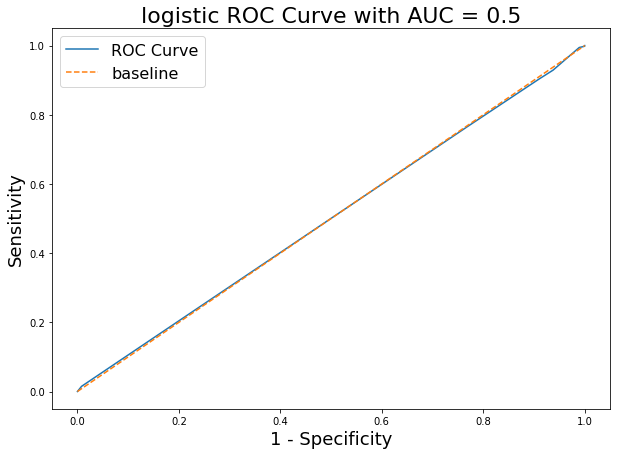 logistic ROC Curve with AUC = 0.5
ROC Curve
baseline
1.0
0.8
0.6
0.4
0.2
0.0
Sensitivity
0.0 0.2 0.4 0.6 0.8 1.0
1 - Specificity